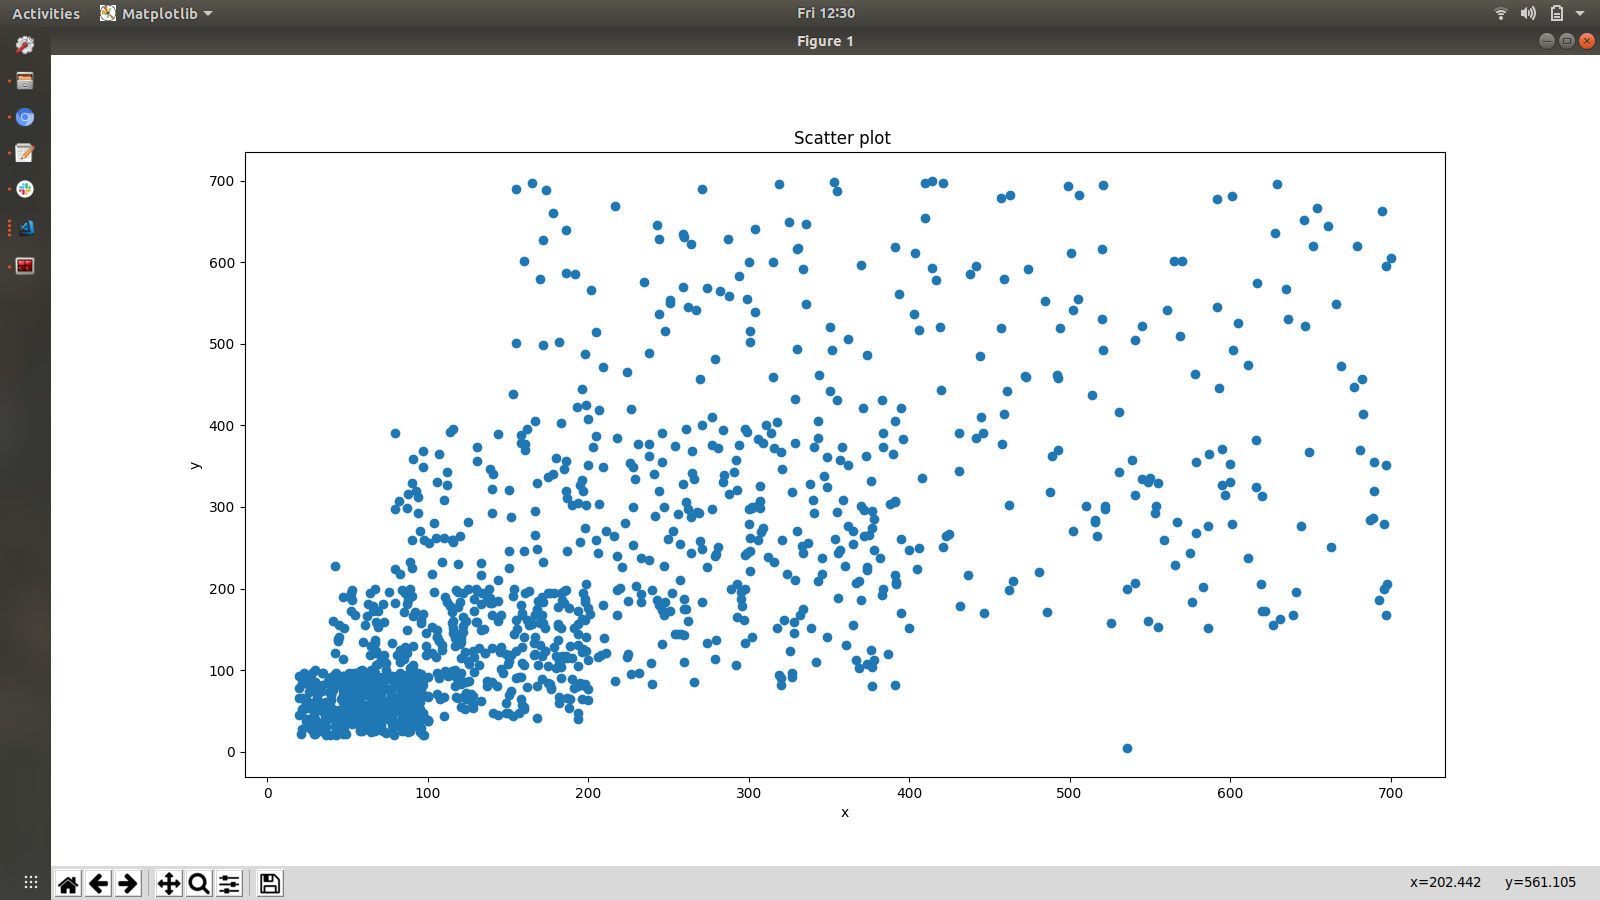 Activities Matplotlib Fri 12:30
Figure 1
Scatter plot
700
600
500
400
300
200
100
0
y
0 100 200 300 400 500 600 700
x
x=202.442 y=561.105